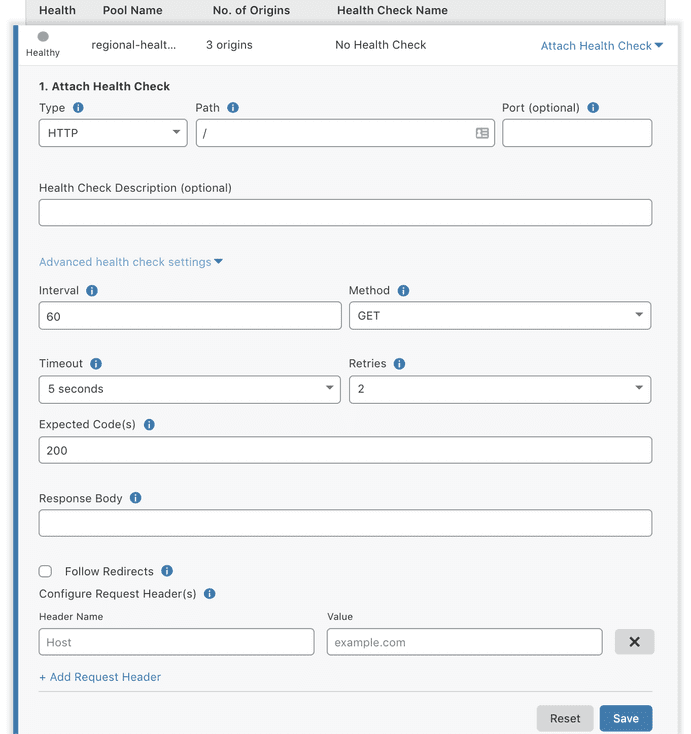 Health Pool Name No. of Origins Health Check Name
Healthy regional-healt... 3 origins No Health Check Attach Health Check
1. Attach Health Check
Type Path Port (optional)
HTTP /
Health Check Description (optional)
Advanced health check settings
Interval Method
60 GET
Timeout Retries
5 seconds 2
Expected Code(s)
200
Response Body
Follow Redirects
Configure Request Header(s)
Header Name Value
Host example.com
+ Add Request Header
Reset Save